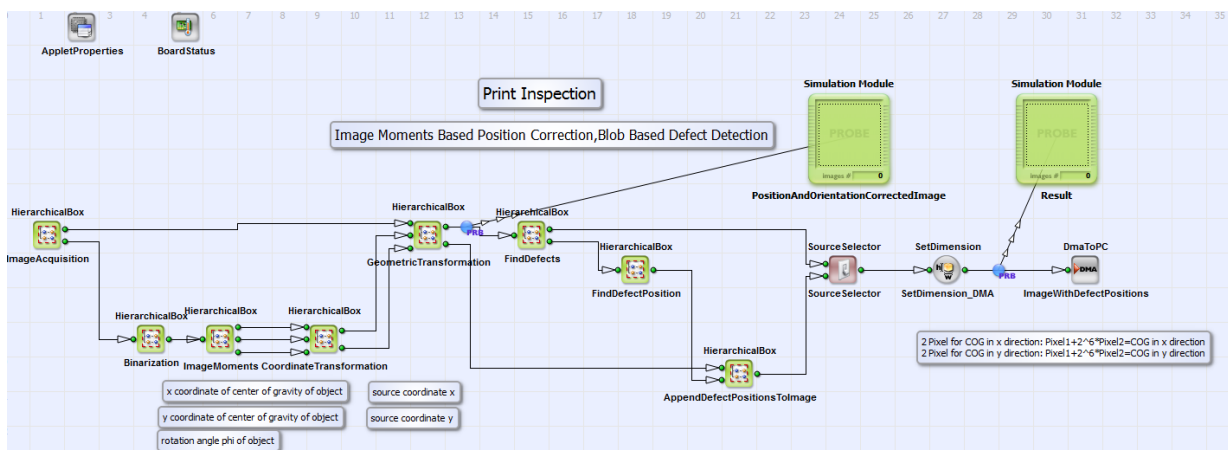 1 2 3 4 5 6 7 8 9 10 11 12 13 14 15 16 17 18 19 20 21 22 23 24 25 26 27 28 29 30 31 32 33 34 35
AppletProperties
BoardStatus
Print Inspection
Image Moments Based Position Correction,Blob Based Defect Detection
Simulation Module
PROBE
images # 0
PositionAndOrientationCorrectedImage
Simulation Module
PROBE
images # 0
Result
HierarchicalBox
ImageAcquisition
HierarchicalBox
GeometricTransformation
PRB
HierarchicalBox
FindDefects
HierarchicalBox
FindDefectPosition
SourceSelector
SourceSelector
SetDimension
SetDimension_DMA
PRB
DmaToPC
DMA
ImageWithDefectPositions
HierarchicalBox
Binarization
HierarchicalBox
ImageMoments
HierarchicalBox
CoordinateTransformation
HierarchicalBox
AppendDefectPositionsToImage
2 Pixel for COG in x direction: Pixel1+2^6*Pixel2=COG in x direction
2 Pixel for COG in y direction: Pixel1+2^6*Pixel2=COG in y direction
x coordinate of center of gravity of object
source coordinate x
y coordinate of center of gravity of object
source coordinate y
rotation angle phi of object